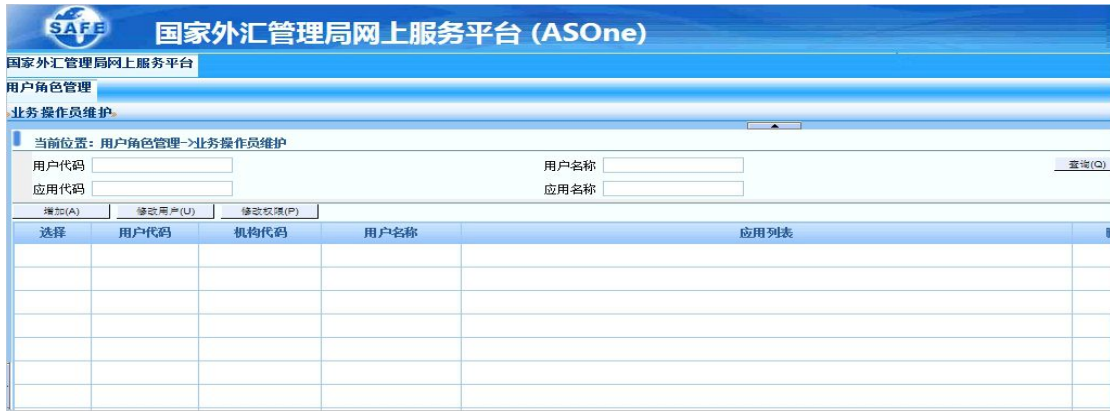 SAFE 国家外汇管理局网上服务平台 (ASOne)
国家外汇管理局网上服务平台
用户角色管理
业务操作员维护
当前位置：用户角色管理->业务操作员维护
用户代码 用户名称 查询(Q)
应用代码 应用名称
增加(A) 修改用户(U) 修改权限(P)
选择 用户代码 机构代码 用户名称 应用列表